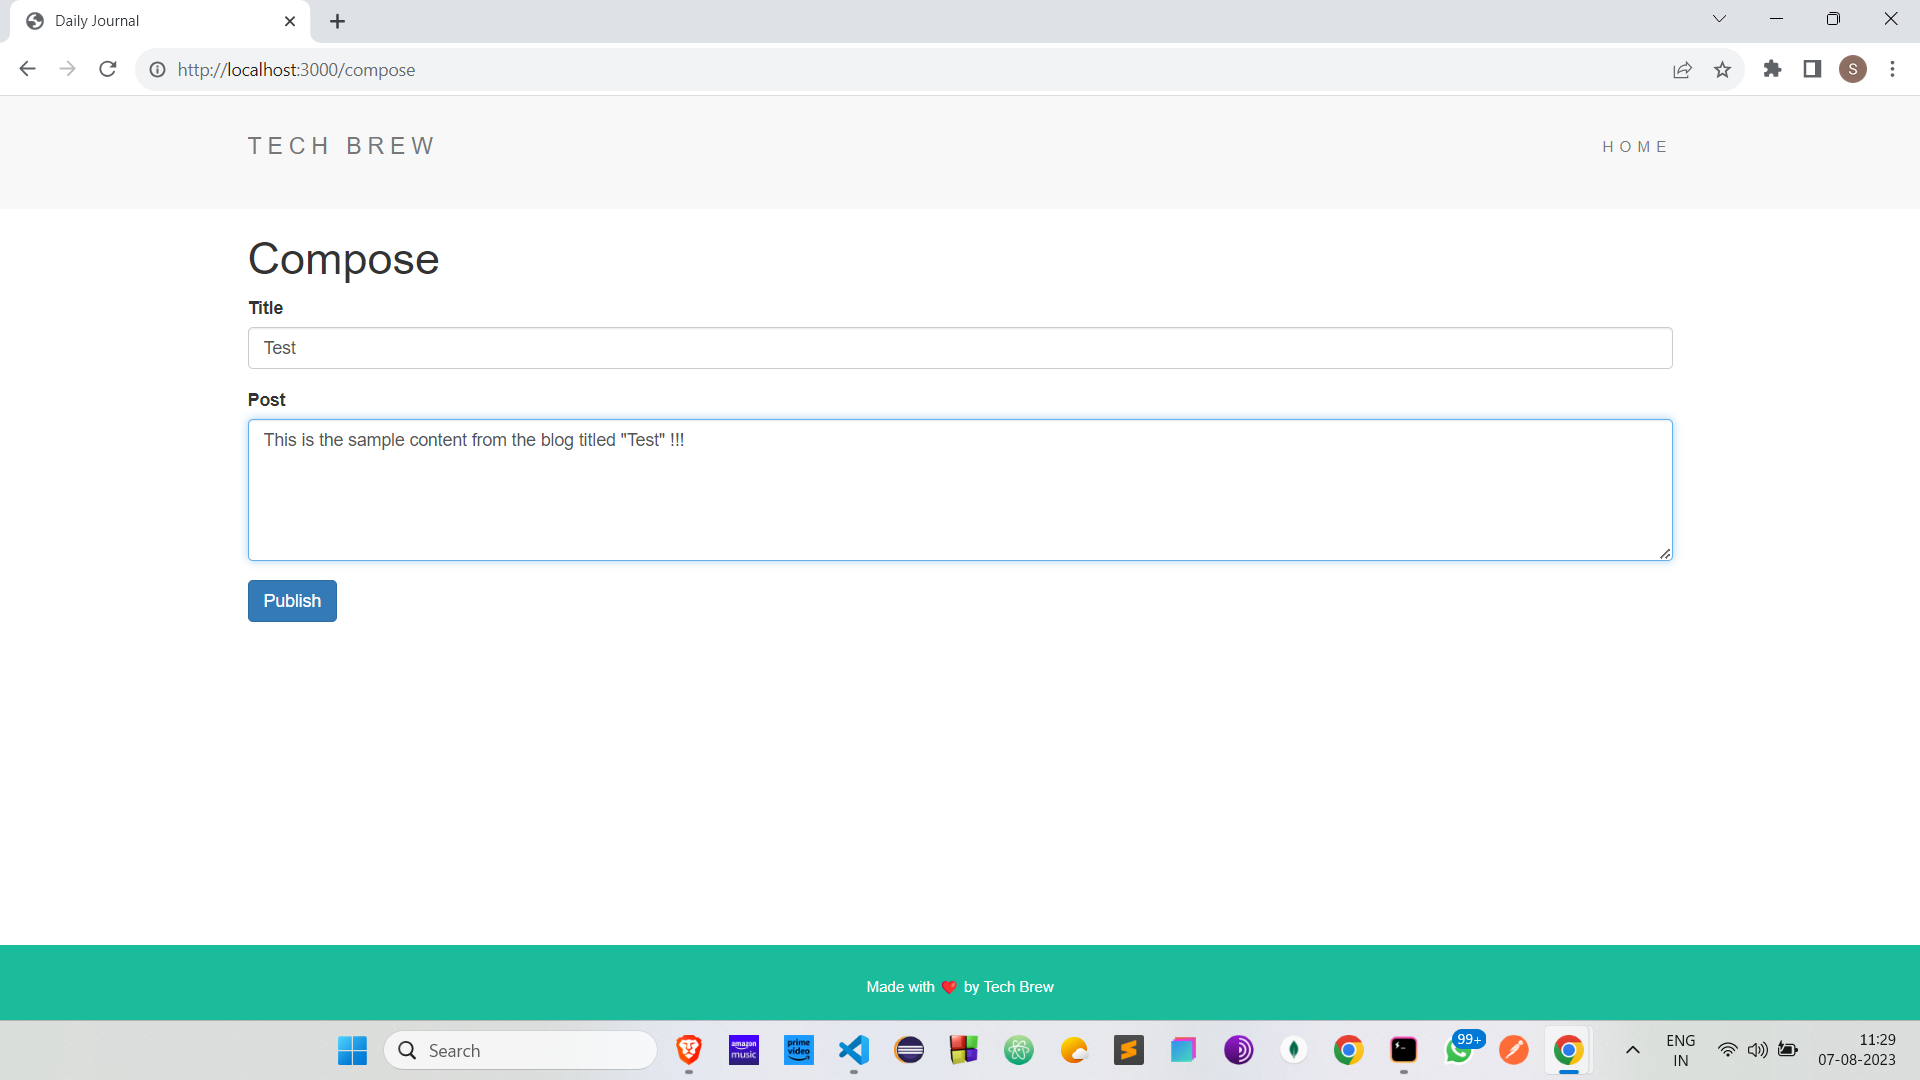 Daily Journal
http://localhost:3000/compose
S
TECH BREW
HOME
Compose
Title
Test
Post
This is the sample content from the blog titled "Test" !!!
Publish
Made with ❤️ by Tech Brew
Search
amazon music
prime video
99+
ENG
IN
11:29
07-08-2023